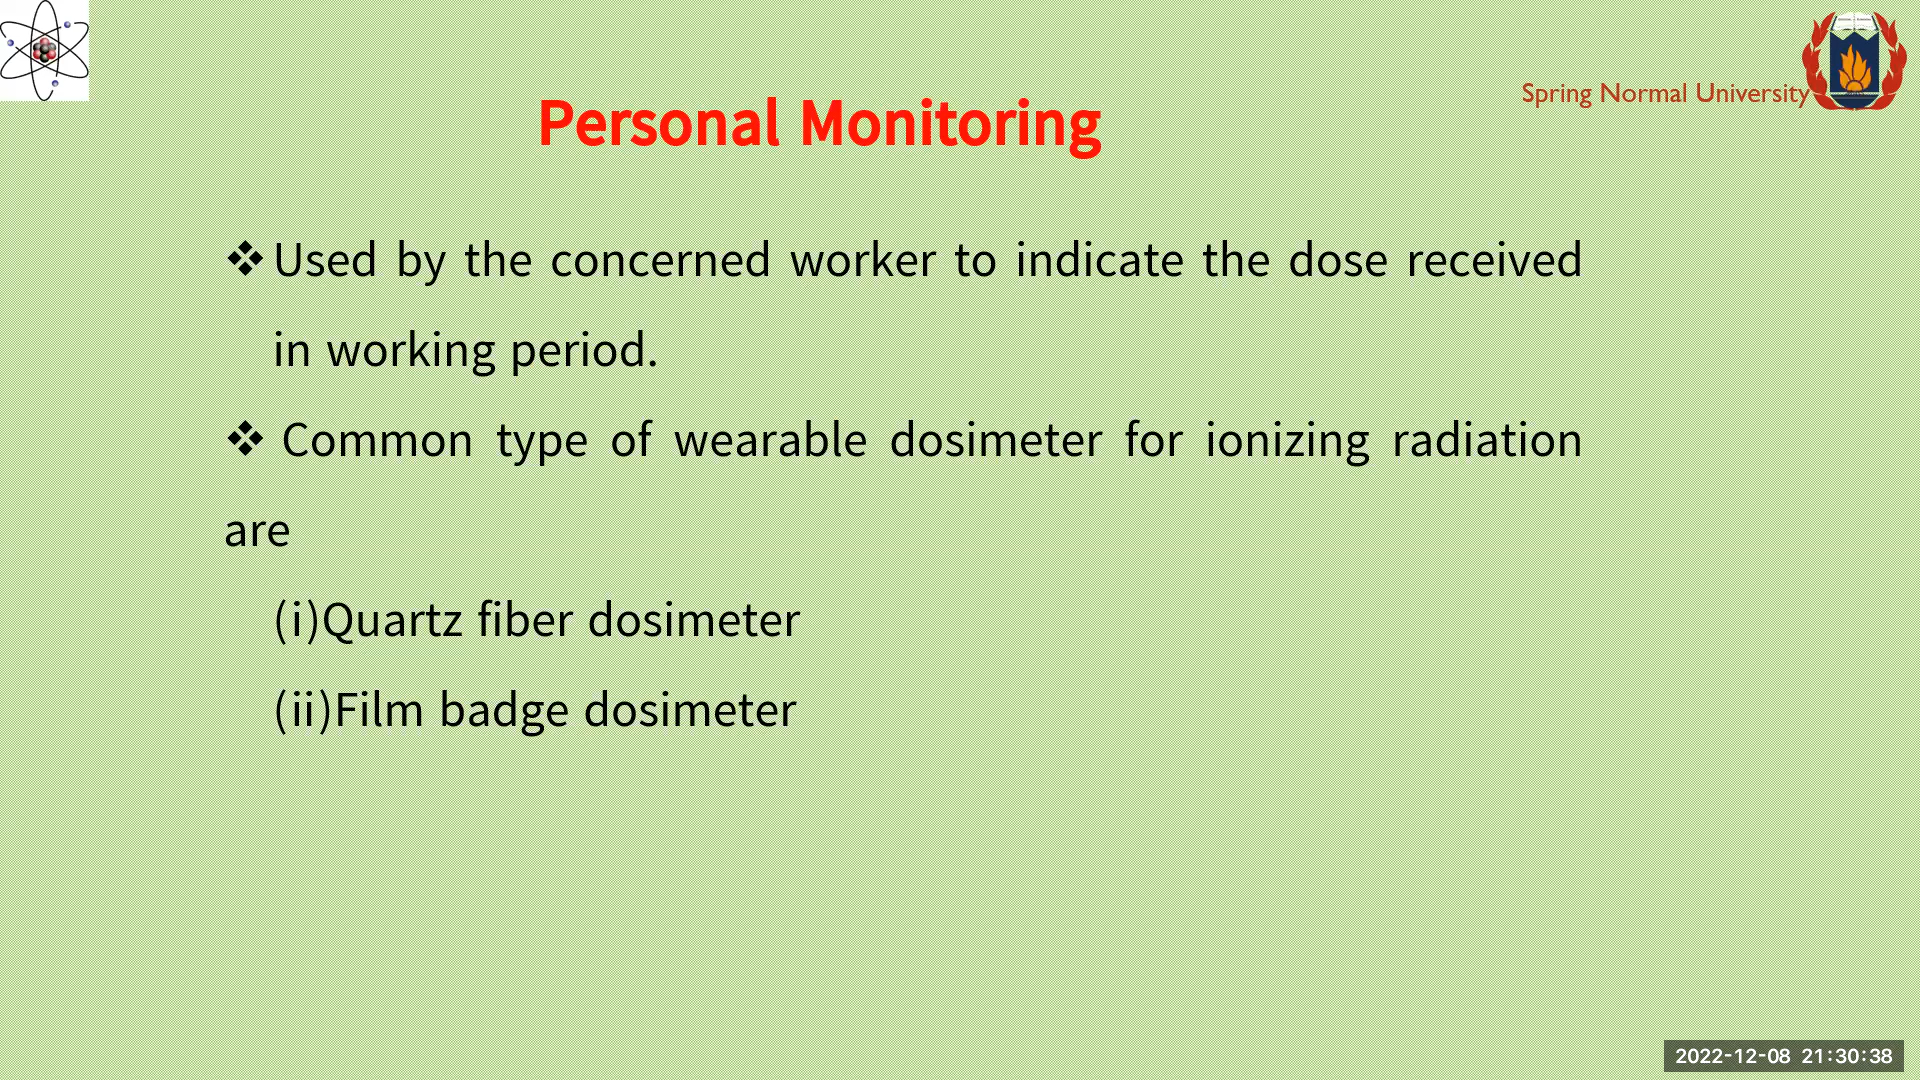 Spring Normal University
Personal Monitoring
❖Used by the concerned worker to indicate the dose received
in working period.
❖ Common type of wearable dosimeter for ionizing radiation
are
(i)Quartz fiber dosimeter
(ii)Film badge dosimeter
2022-12-08 21:30:38